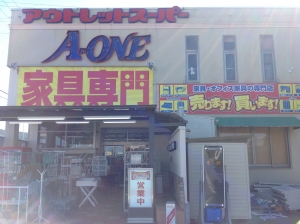 アウトレットスーパー
A-ONE
家具専門
家具・オフィス家具の専門店
売ります!買います!
営業中